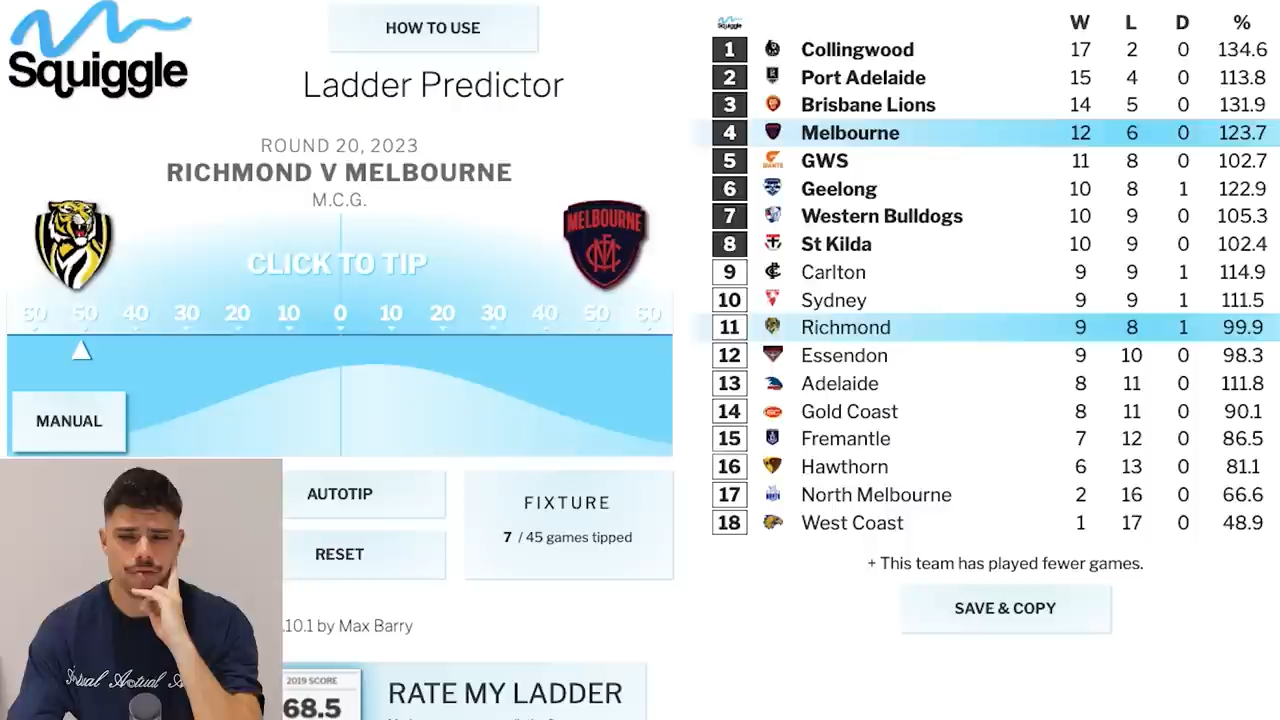 Squiggle
HOW TO USE
Ladder Predictor
ROUND 20, 2023
RICHMOND V MELBOURNE
M.C.G.
MELBOURNE
CLICK TO TIP
60 50 40 30 20 10 0 10 20 30 40 50 60
MANUAL
AUTOTIP
RESET
FIXTURE
7 / 45 games tipped
.10.1 by Max Barry
2019 SCORE
68.5
RATE MY LADDER
Squiggle W L D %
1 Collingwood 17 2 0 134.6
2 Port Adelaide 15 4 0 113.8
3 Brisbane Lions 14 5 0 131.9
4 Melbourne 12 6 0 123.7
5 GWS 11 8 0 102.7
6 Geelong 10 8 1 122.9
7 Western Bulldogs 10 9 0 105.3
8 St Kilda 10 9 0 102.4
9 Carlton 9 9 1 114.9
10 Sydney 9 9 1 111.5
11 Richmond 9 8 1 99.9
12 Essendon 9 10 0 98.3
13 Adelaide 8 11 0 111.8
14 Gold Coast 8 11 0 90.1
15 Fremantle 7 12 0 86.5
16 Hawthorn 6 13 0 81.1
17 North Melbourne 2 16 0 66.6
18 West Coast 1 17 0 48.9
+ This team has played fewer games.
SAVE & COPY
Actual